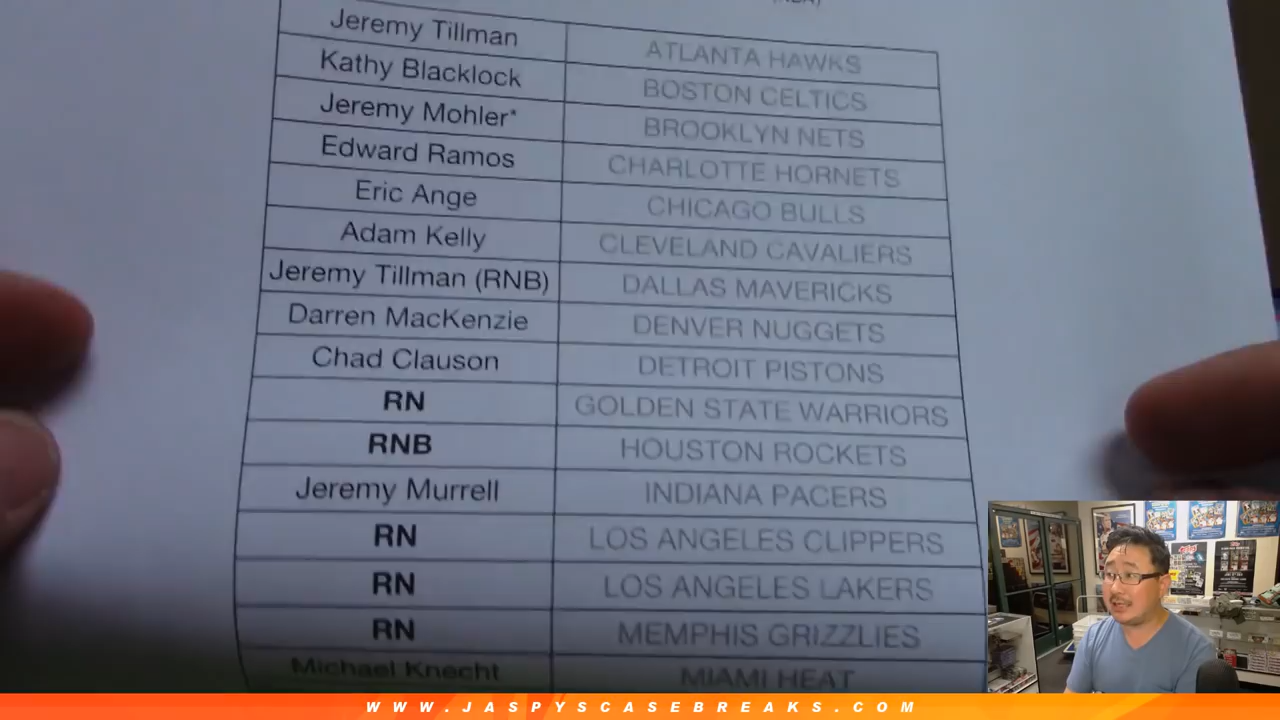 Jeremy Tillman ATLANTA HAWKS
Kathy Blacklock BOSTON CELTICS
Jeremy Mohler* BROOKLYN NETS
Edward Ramos CHARLOTTE HORNETS
Eric Ange CHICAGO BULLS
Adam Kelly CLEVELAND CAVALIERS
Jeremy Tillman (RNB) DALLAS MAVERICKS
Darren MacKenzie DENVER NUGGETS
Chad Clauson DETROIT PISTONS
RN GOLDEN STATE WARRIORS
RNB HOUSTON ROCKETS
Jeremy Murrell INDIANA PACERS
RN LOS ANGELES CLIPPERS
RN LOS ANGELES LAKERS
RN MEMPHIS GRIZZLIES
Michael Knecht MIAMI HEAT
WWW.JASPYSCASEBREAKS.COM